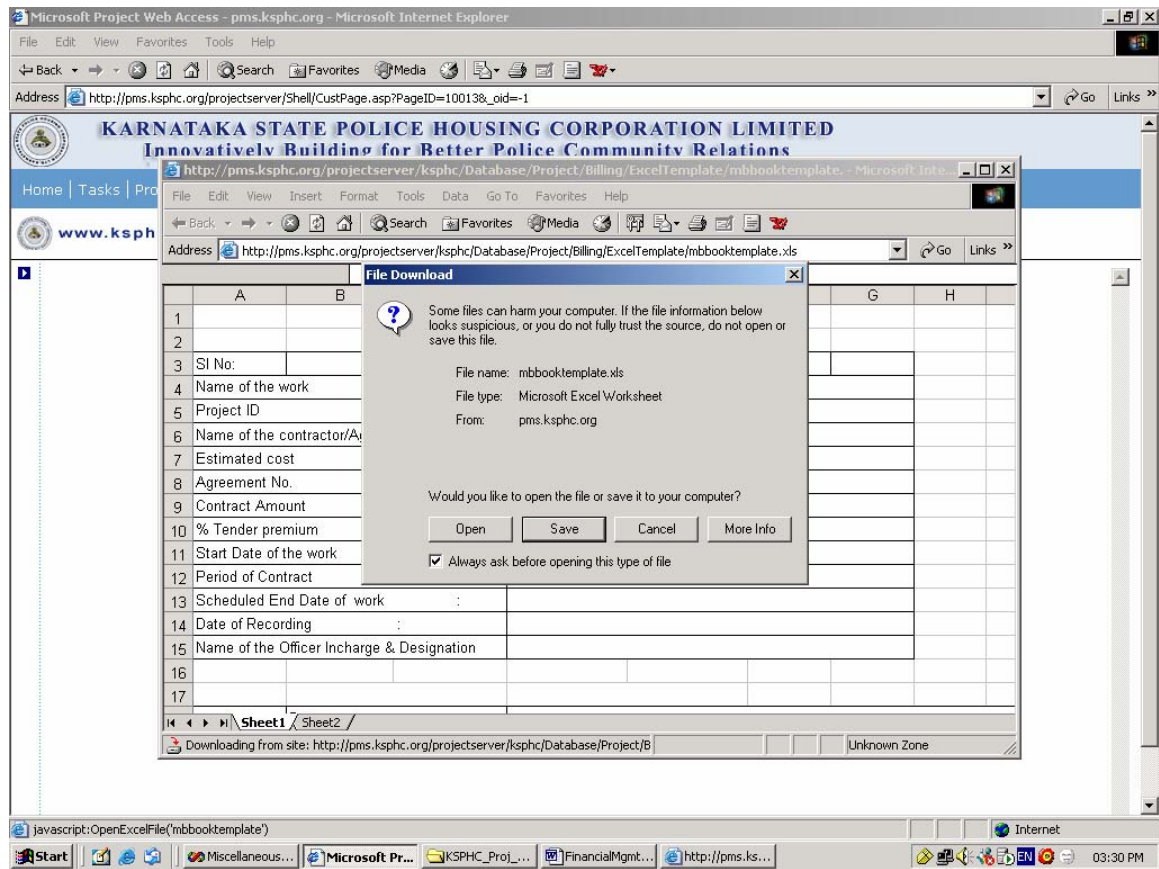 Microsoft Project Web Access - pms.ksphc.org - Microsoft Internet Explorer
File Edit View Favorites Tools Help
Back Search Favorites Media
Address http://pms.ksphc.org/projectserver/Shell/CustPage.asp?PageID=10013&_oid=-1 Go Links »
KARNATAKA STATE POLICE HOUSING CORPORATION LIMITED
Innovatively Building for Better Police Community Relations
http://pms.ksphc.org/projectserver/ksphc/Database/Project/Billing/ExcelTemplate/mbbooktemplate. - Microsoft Inte...
Home | Tasks | Pro
File Edit View Insert Format Tools Data Go To Favorites Help
Back Search Favorites Media
www.ksph
Address http://pms.ksphc.org/projectserver/ksphc/Database/Project/Billing/ExcelTemplate/mbbooktemplate.xls Go Links »
File Download
A B G H
Some files can harm your computer. If the file information below
looks suspicious, or you do not fully trust the source, do not open or
save this file.
File name: mbbooktemplate.xls
File type: Microsoft Excel Worksheet
From: pms.ksphc.org
Would you like to open the file or save it to your computer?
Open Save Cancel More Info
Always ask before opening this type of file
1
2
3 Sl No:
4 Name of the work
5 Project ID
6 Name of the contractor/Ag
7 Estimated cost
8 Agreement No.
9 Contract Amount
10 % Tender premium
11 Start Date of the work
12 Period of Contract
13 Scheduled End Date of work :
14 Date of Recording :
15 Name of the Officer Incharge & Designation
16
17
Sheet1 Sheet2
Downloading from site: http://pms.ksphc.org/projectserver/ksphc/Database/Project/B Unknown Zone
javascript:OpenExcelFile('mbbooktemplate') Internet
Start Miscellaneous... Microsoft Pr... KSPHC_Proj_... FinancialMgmt... http://pms.ks... EN 03:30 PM